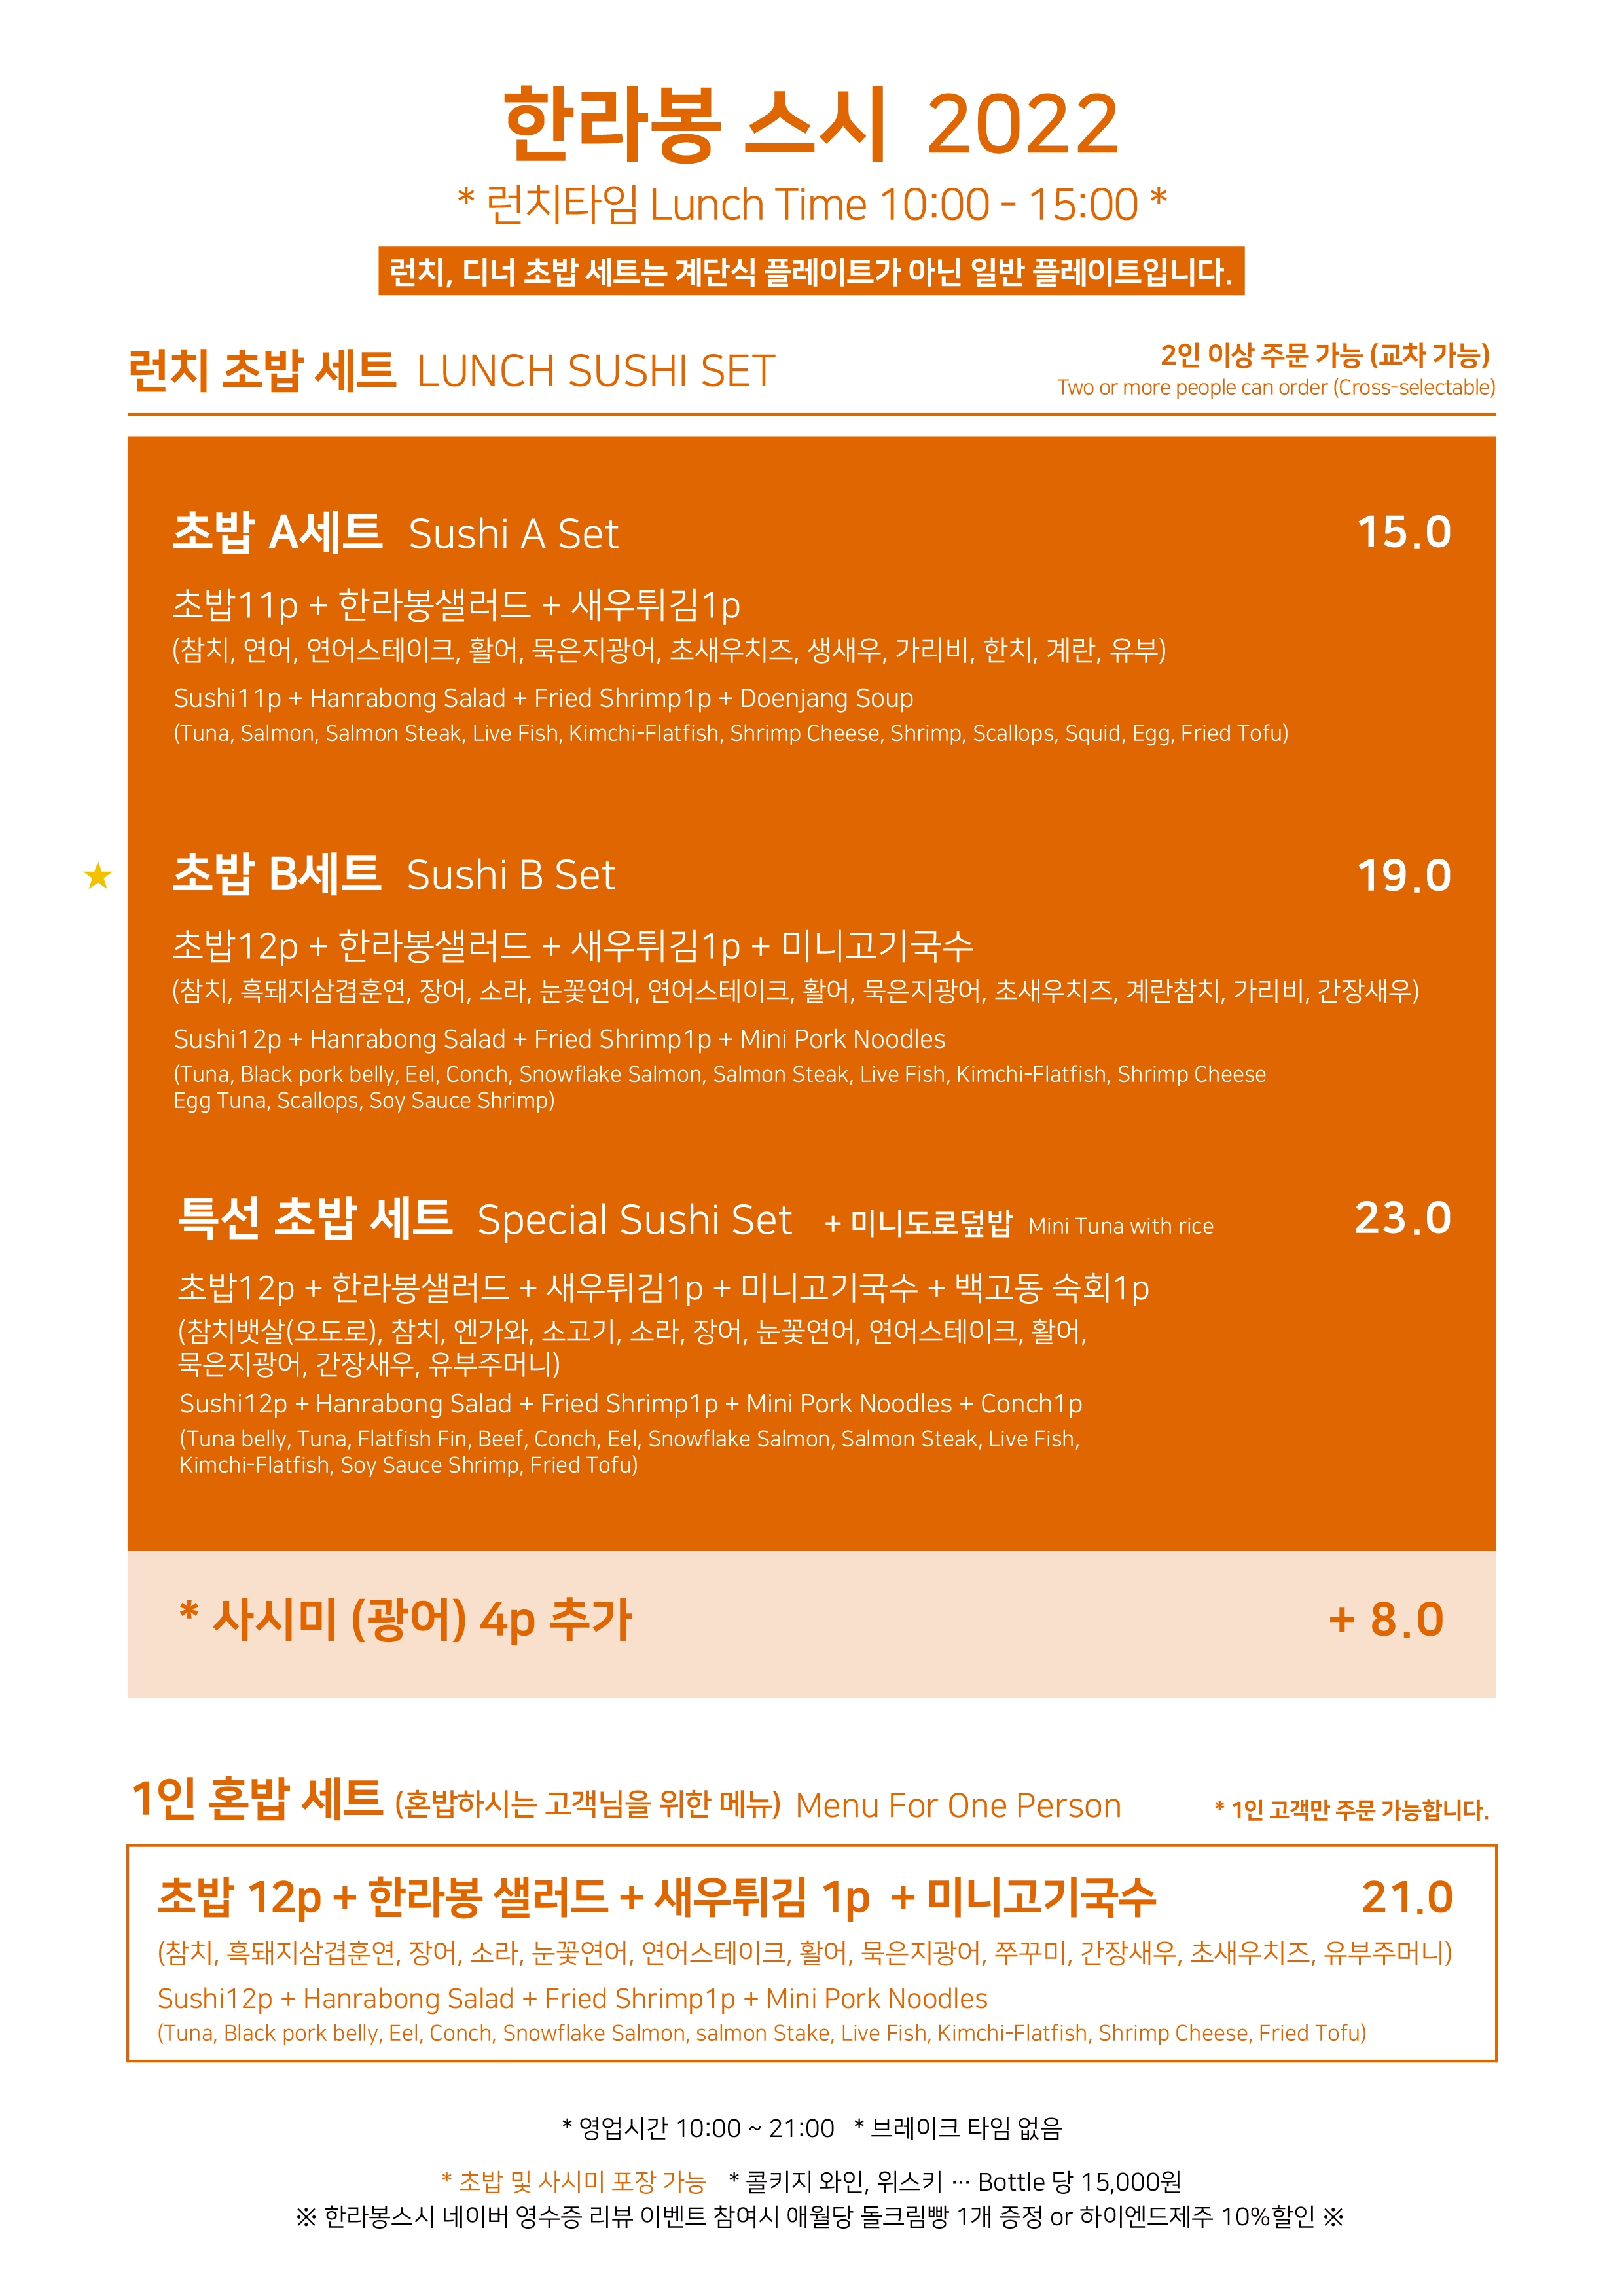 한라봉 스시 2022
* 런치타임 Lunch Time 10:00 - 15:00 *
런치, 디너 초밥 세트는 계단식 플레이트가 아닌 일반 플레이트입니다.
런치 초밥 세트 LUNCH SUSHI SET
2인 이상 주문 가능 (교차 가능)
Two or more people can order (Cross-selectable)
초밥 A세트 Sushi A Set 15.0
초밥11p + 한라봉샐러드 + 새우튀김1p
(참치, 연어, 연어스테이크, 활어, 묵은지광어, 초새우치즈, 생새우, 가리비, 한치, 계란, 유부)
Sushi11p + Hanrabong Salad + Fried Shrimp1p + Doenjang Soup
(Tuna, Salmon, Salmon Steak, Live Fish, Kimchi-Flatfish, Shrimp Cheese, Shrimp, Scallops, Squid, Egg, Fried Tofu)
★ 초밥 B세트 Sushi B Set 19.0
초밥12p + 한라봉샐러드 + 새우튀김1p + 미니고기국수
(참치, 흑돼지삼겹훈연, 장어, 소라, 눈꽃연어, 연어스테이크, 활어, 묵은지광어, 초새우치즈, 계란참치, 가리비, 간장새우)
Sushi12p + Hanrabong Salad + Fried Shrimp1p + Mini Pork Noodles
(Tuna, Black pork belly, Eel, Conch, Snowflake Salmon, Salmon Steak, Live Fish, Kimchi-Flatfish, Shrimp Cheese
Egg Tuna, Scallops, Soy Sauce Shrimp)
특선 초밥 세트 Special Sushi Set + 미니도로덮밥 Mini Tuna with rice 23.0
초밥12p + 한라봉샐러드 + 새우튀김1p + 미니고기국수 + 백고동 숙회1p
(참치뱃살(오도로), 참치, 엔가와, 소고기, 소라, 장어, 눈꽃연어, 연어스테이크, 활어,
묵은지광어, 간장새우, 유부주머니)
Sushi12p + Hanrabong Salad + Fried Shrimp1p + Mini Pork Noodles + Conch1p
(Tuna belly, Tuna, Flatfish Fin, Beef, Conch, Eel, Snowflake Salmon, Salmon Steak, Live Fish,
Kimchi-Flatfish, Soy Sauce Shrimp, Fried Tofu)
* 사시미 (광어) 4p 추가 + 8.0
1인 혼밥 세트 (혼밥하시는 고객님을 위한 메뉴) Menu For One Person * 1인 고객만 주문 가능합니다.
초밥 12p + 한라봉 샐러드 + 새우튀김 1p + 미니고기국수 21.0
(참치, 흑돼지삼겹훈연, 장어, 소라, 눈꽃연어, 연어스테이크, 활어, 묵은지광어, 쭈꾸미, 간장새우, 초새우치즈, 유부주머니)
Sushi12p + Hanrabong Salad + Fried Shrimp1p + Mini Pork Noodles
(Tuna, Black pork belly, Eel, Conch, Snowflake Salmon, salmon Stake, Live Fish, Kimchi-Flatfish, Shrimp Cheese, Fried Tofu)
* 영업시간 10:00 ~ 21:00 * 브레이크 타임 없음
* 초밥 및 사시미 포장 가능 * 콜키지 와인, 위스키 ··· Bottle 당 15,000원
※ 한라봉스시 네이버 영수증 리뷰 이벤트 참여시 애월당 돌크림빵 1개 증정 or 하이엔드제주 10%할인 ※